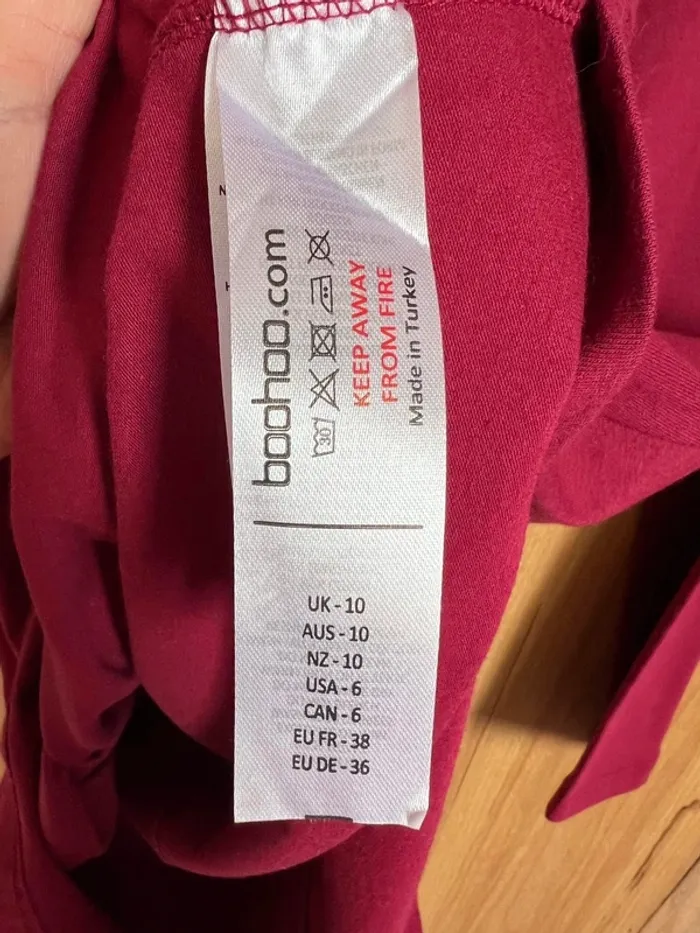 boohoo.com
30
KEEP AWAY
FROM FIRE
Made in Turkey
UK - 10
AUS - 10
NZ - 10
USA - 6
CAN - 6
EU FR - 38
EU DE - 36